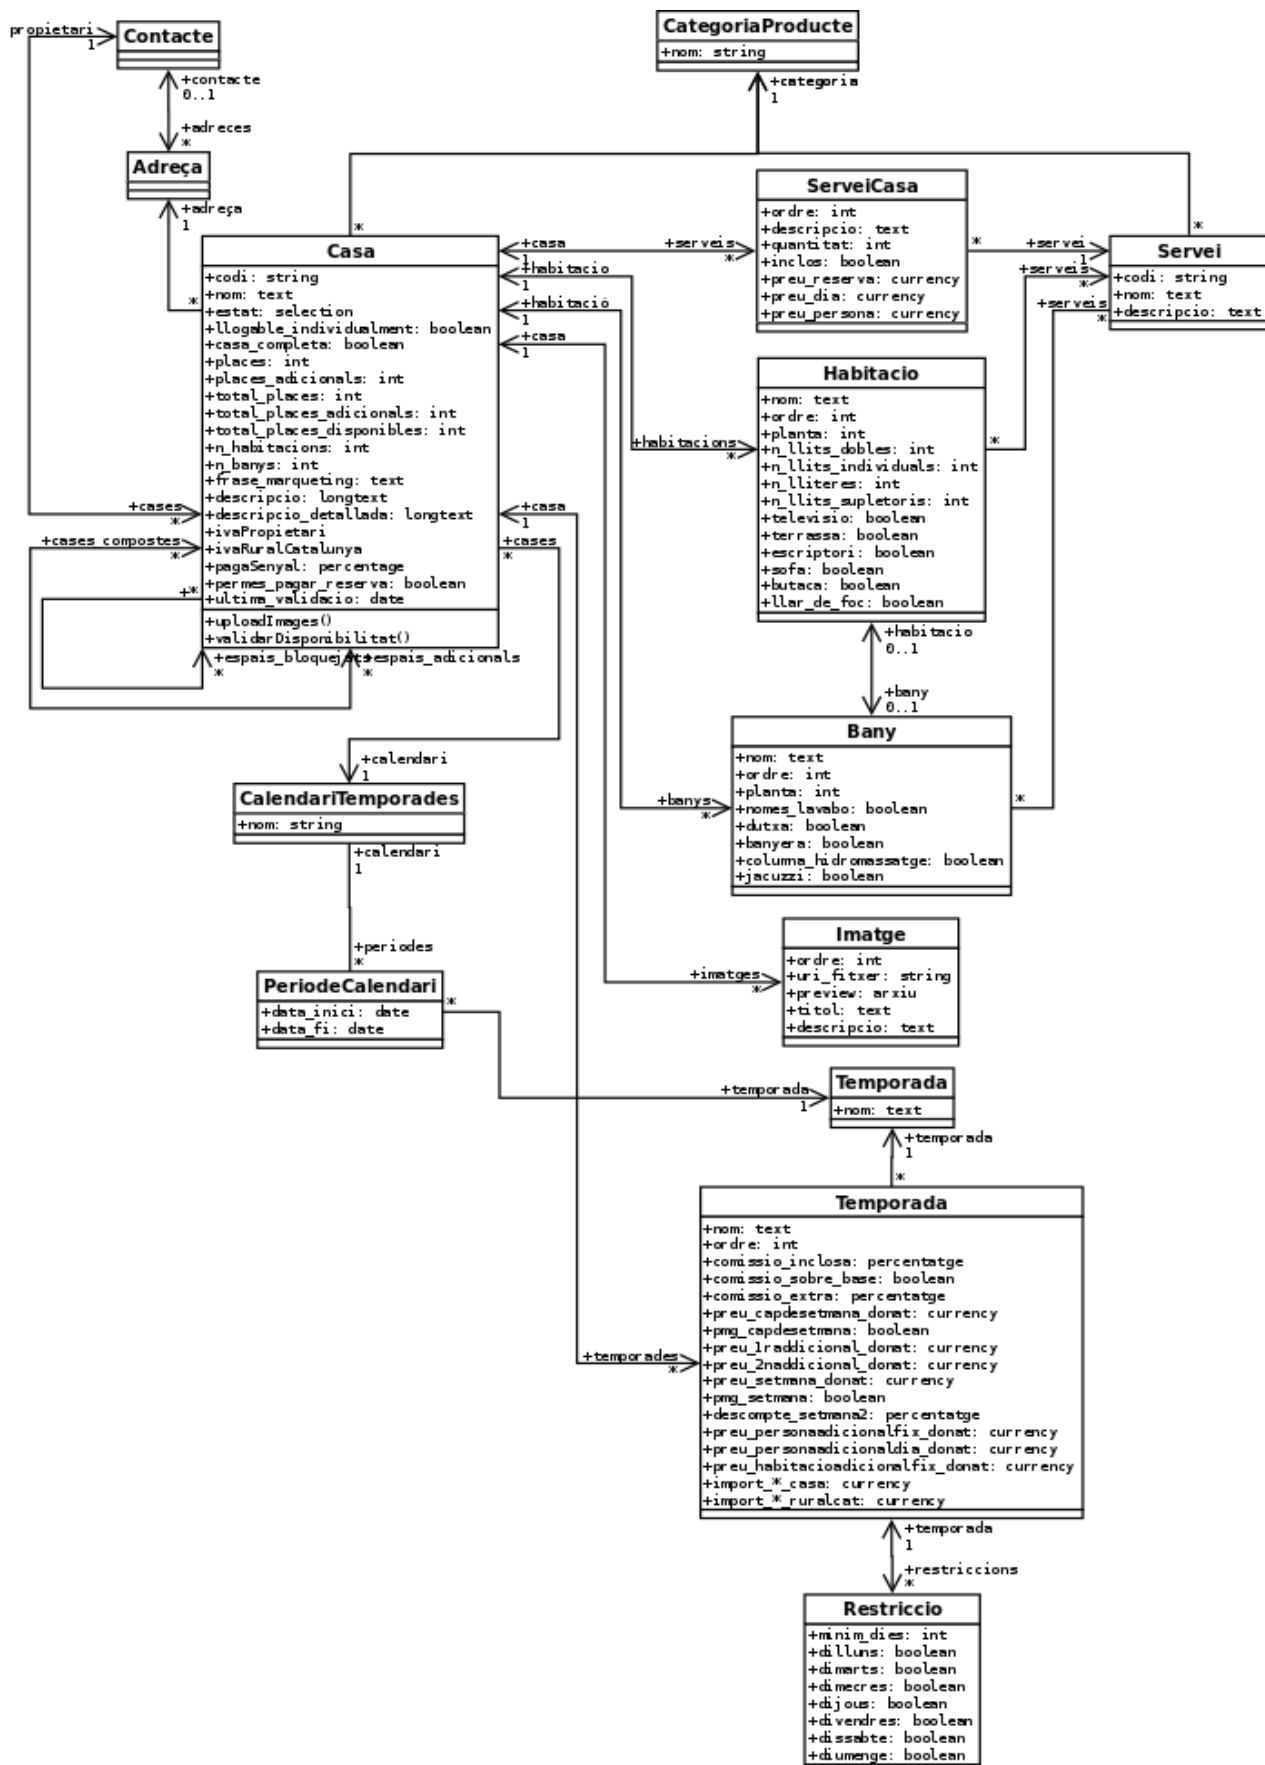 propietari
1
Contacte
+contacte
0..1
+adreces
*
Adreça
+adreça
1
*
CategoriaProducte
+nom: string
+categoria
1
*
*
Casa
+codi: string
+nom: text
+estat: selection
+llogable_individualment: boolean
+casa_completa: boolean
+places: int
+places_adicionals: int
+total_places: int
+total_places_adicionals: int
+total_places_disponibles: int
+n_habitacions: int
+n_banys: int
+frase_marqueting: text
+descripcio: longtext
+descripcio_detallada: longtext
+ivaPropietari
+ivaRuralCatalunya
+pagaSenyal: percentage
+permes_pagar_reserva: boolean
+ultima_validacio: date
+uploadImages()
+validarDisponibilitat()
+cases
*
+cases_compostes
*
+*
+espais_bloquejats
*
+espais_adicionals
*
+casa
1
+serveis
*
+habitacio
1
+habitació
1
+casa
1
+casa
1
+cases
*
ServeiCasa
+ordre: int
+descripcio: text
+quantitat: int
+inclos: boolean
+preu_reserva: currency
+preu_dia: currency
+preu_persona: currency
*
+servei
1
+serveis
*
+serveis
*
Servei
+codi: string
+nom: text
+descripcio: text
+habitacions
*
Habitacio
+nom: text
+ordre: int
+planta: int
+n_llits_dobles: int
+n_llits_individuals: int
+n_lliteres: int
+n_llits_supletoris: int
+televisio: boolean
+terrassa: boolean
+escriptori: boolean
+sofa: boolean
+butaca: boolean
+llar_de_foc: boolean
*
+habitacio
0..1
+bany
0..1
+banys
*
Bany
+nom: text
+ordre: int
+planta: int
+nomes_lavabo: boolean
+dutxa: boolean
+banyera: boolean
+columna_hidromassatge: boolean
+jacuzzi: boolean
*
+calendari
1
CalendariTemporades
+nom: string
+calendari
1
+periodes
*
PeriodeCalendari
+data_inici: date
+data_fi: date
*
+imatges
*
Imatge
+ordre: int
+uri_fitxer: string
+preview: arxiu
+titol: text
+descripcio: text
+temporada
1
Temporada
+nom: text
+temporada
1
*
+temporades
*
Temporada
+nom: text
+ordre: int
+comissio_inclosa: percentatge
+comissio_sobre_base: boolean
+comissio_extra: percentatge
+preu_capdesetmana_donat: currency
+pmg_capdesetmana: boolean
+preu_1raddicional_donat: currency
+preu_2naddicional_donat: currency
+preu_setmana_donat: currency
+pmg_setmana: boolean
+descompte_setmana2: percentatge
+preu_personaadicionalfix_donat: currency
+preu_personaadicionaldia_donat: currency
+preu_habitacioadicionalfix_donat: currency
+import_*_casa: currency
+import_*_ruralcat: currency
+temporada
1
+restriccions
*
Restriccio
+minim_dies: int
+dilluns: boolean
+dimarts: boolean
+dimecres: boolean
+dijous: boolean
+divendres: boolean
+dissabte: boolean
+diumenge: boolean